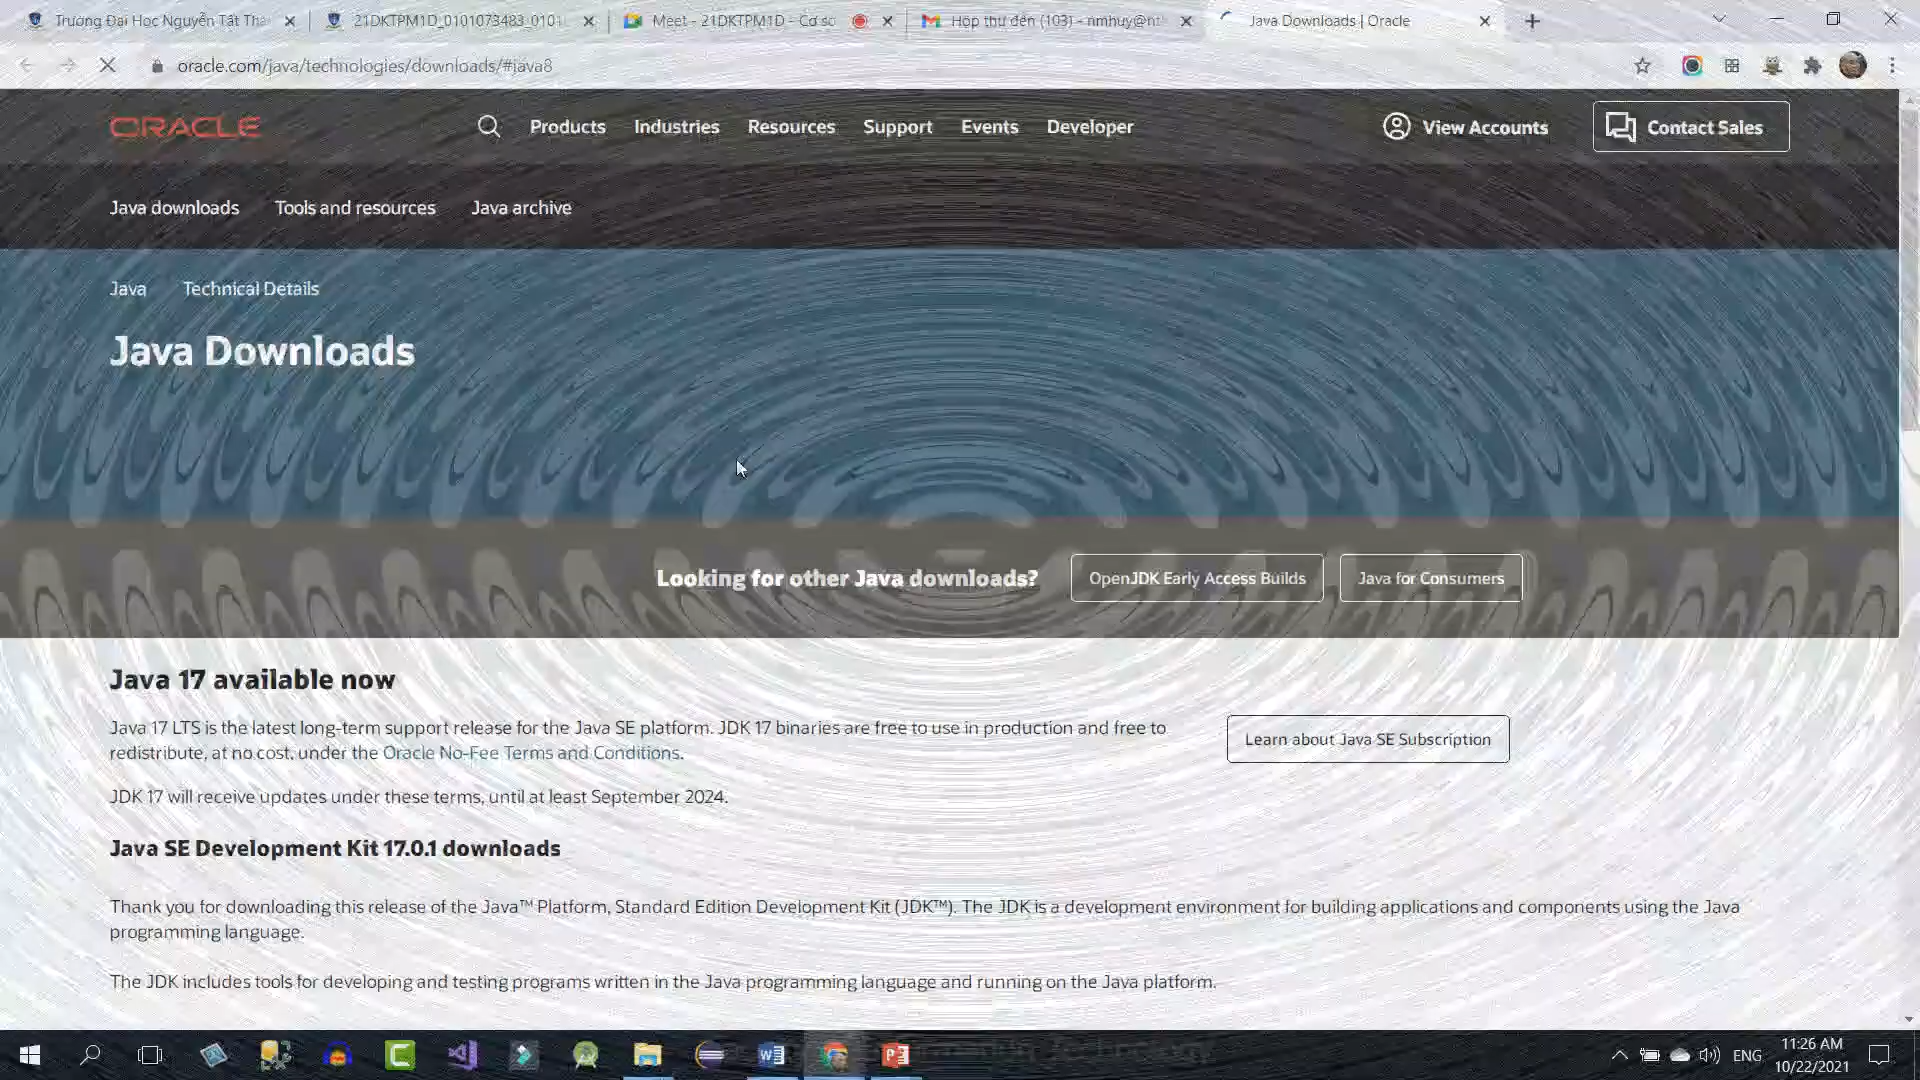 Trường Đại Học Nguyễn Tất Thà
21DKTPM1D_0101073483_0101
Meet - 21DKTPM1D - Cơ sở
Hộp thư đến (103) - nmhuy@nt
Java Downloads | Oracle
oracle.com/java/technologies/downloads/#java8
ORACLE
Products
Industries
Resources
Support
Events
Developer
View Accounts
Contact Sales
Java downloads
Tools and resources
Java archive
Java
Technical Details
Java Downloads
Looking for other Java downloads?
OpenJDK Early Access Builds
Java for Consumers
Java 17 available now
Java 17 LTS is the latest long-term support release for the Java SE platform. JDK 17 binaries are free to use in production and free to
redistribute, at no cost, under the Oracle No-Fee Terms and Conditions.
Learn about Java SE Subscription
JDK 17 will receive updates under these terms, until at least September 2024.
Java SE Development Kit 17.0.1 downloads
Thank you for downloading this release of the Java™ Platform, Standard Edition Development Kit (JDK™). The JDK is a development environment for building applications and components using the Java
programming language.
The JDK includes tools for developing and testing programs written in the Java programming language and running on the Java platform.
ENG
11:26 AM
10/22/2021